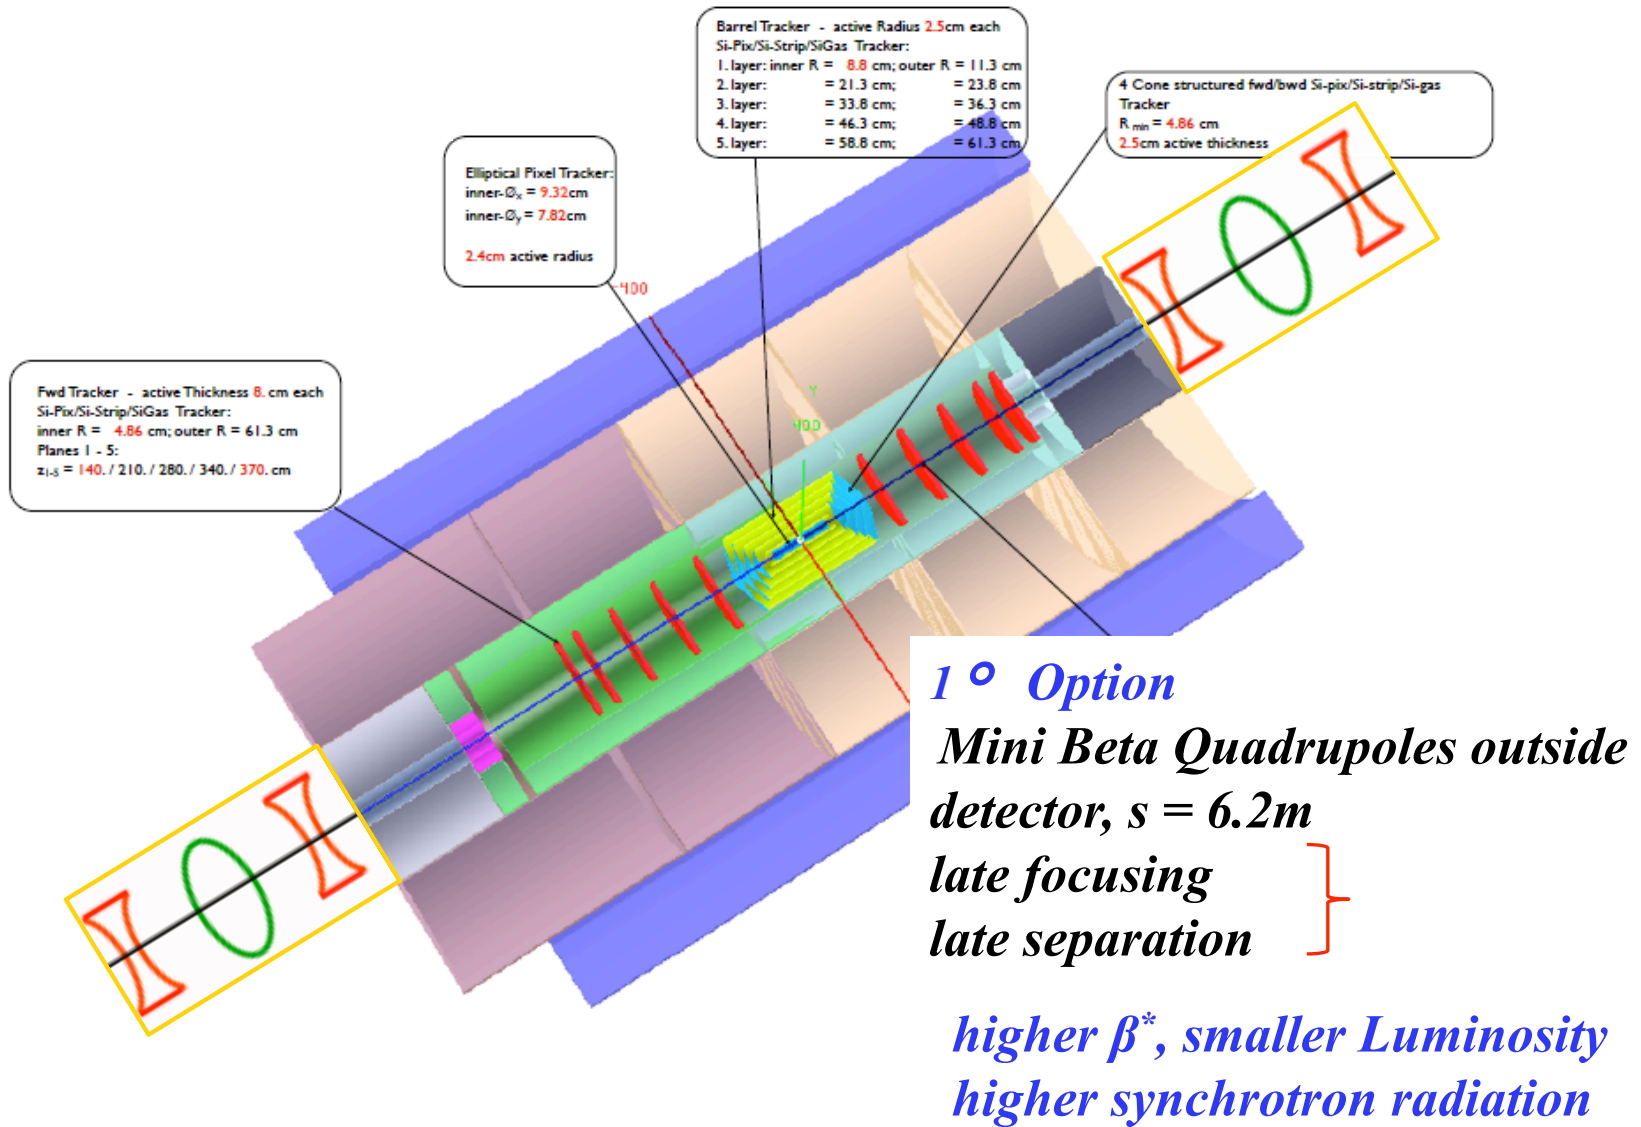 Barrel Tracker - active Radius 2.5cm each
Si-Pix/Si-Strip/SiGas Tracker:
1. layer: inner R = 8.8 cm; outer R = 11.3 cm
2. layer: = 21.3 cm; = 23.8 cm
3. layer: = 33.8 cm; = 36.3 cm
4. layer: = 46.3 cm; = 48.8 cm
5. layer: = 58.8 cm; = 61.3 cm
4 Cone structured fwd/bwd Si-pix/Si-strip/Si-gas
Tracker
R min = 4.86 cm
2.5cm active thickness
Elliptical Pixel Tracker:
inner-Øx = 9.32cm
inner-Øy = 7.82cm
2.4cm active radius
-400
Y
400
Fwd Tracker - active Thickness 8. cm each
Si-Pix/Si-Strip/SiGas Tracker:
inner R = 4.86 cm; outer R = 61.3 cm
Planes 1 - 5:
z1-5 = 140. / 210. / 280. / 340. / 370. cm
1° Option
Mini Beta Quadrupoles outside
detector, s = 6.2m
late focusing
late separation
higher β*, smaller Luminosity
higher synchrotron radiation